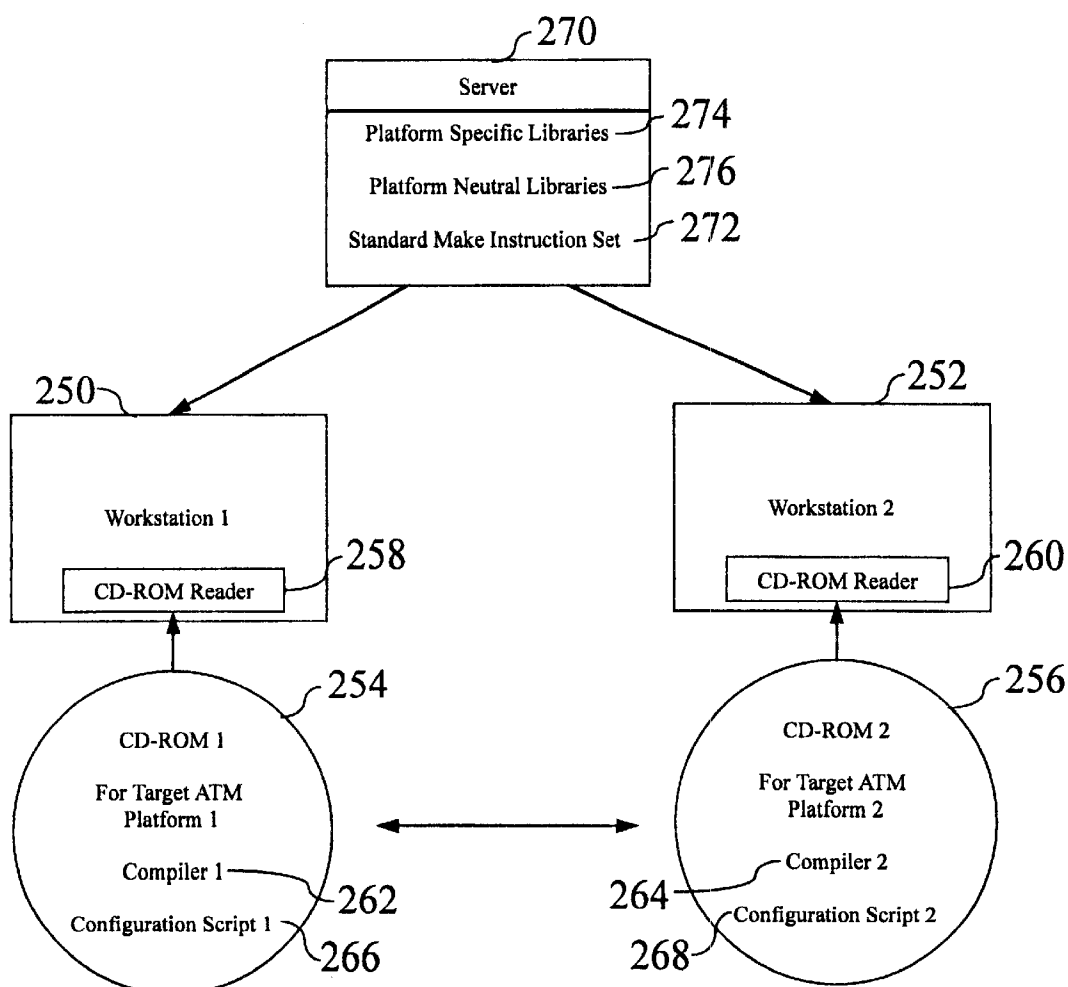 270
Server
Platform Specific Libraries 274
Platform Neutral Libraries 276
Standard Make Instruction Set 272
250
252
Workstation 1
Workstation 2
258
CD-ROM Reader
260
CD-ROM Reader
254
CD-ROM 1
For Target ATM
Platform 1
Compiler 1
262
Configuration Script 1
266
256
CD-ROM 2
For Target ATM
Platform 2
Compiler 2
264
Configuration Script 2
268